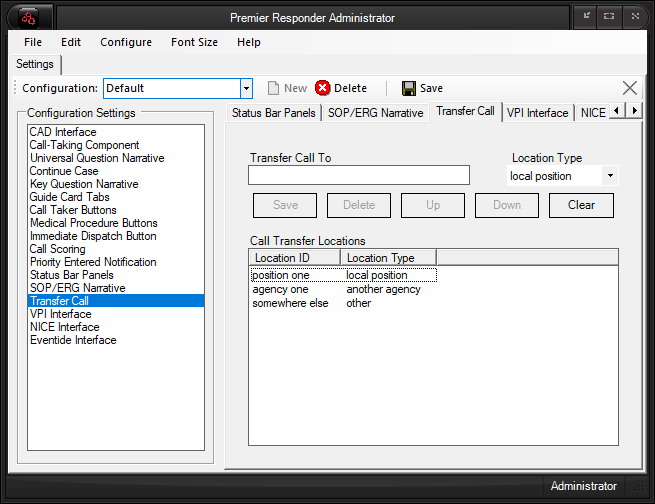 Premier Responder Administrator
File Edit Configure Font Size Help
Settings
Configuration: Default New Delete Save
Configuration Settings
CAD Interface
Call-Taking Component
Universal Question Narrative
Continue Case
Key Question Narrative
Guide Card Tabs
Call Taker Buttons
Medical Procedure Buttons
Immediate Dispatch Button
Call Scoring
Priority Entered Notification
Status Bar Panels
SOP/ERG Narrative
Transfer Call
VPI Interface
NICE Interface
Eventide Interface
Status Bar Panels SOP/ERG Narrative Transfer Call VPI Interface NICE
Transfer Call To Location Type
local position
Save Delete Up Down Clear
Call Transfer Locations
Location ID Location Type
position one local position
agency one another agency
somewhere else other
Administrator